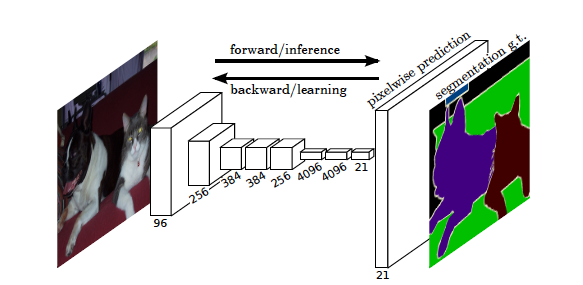 forward/inference
backward/learning
pixelwise prediction
segmentation g.t.
96
256
384
384
256
4096
4096
21
21